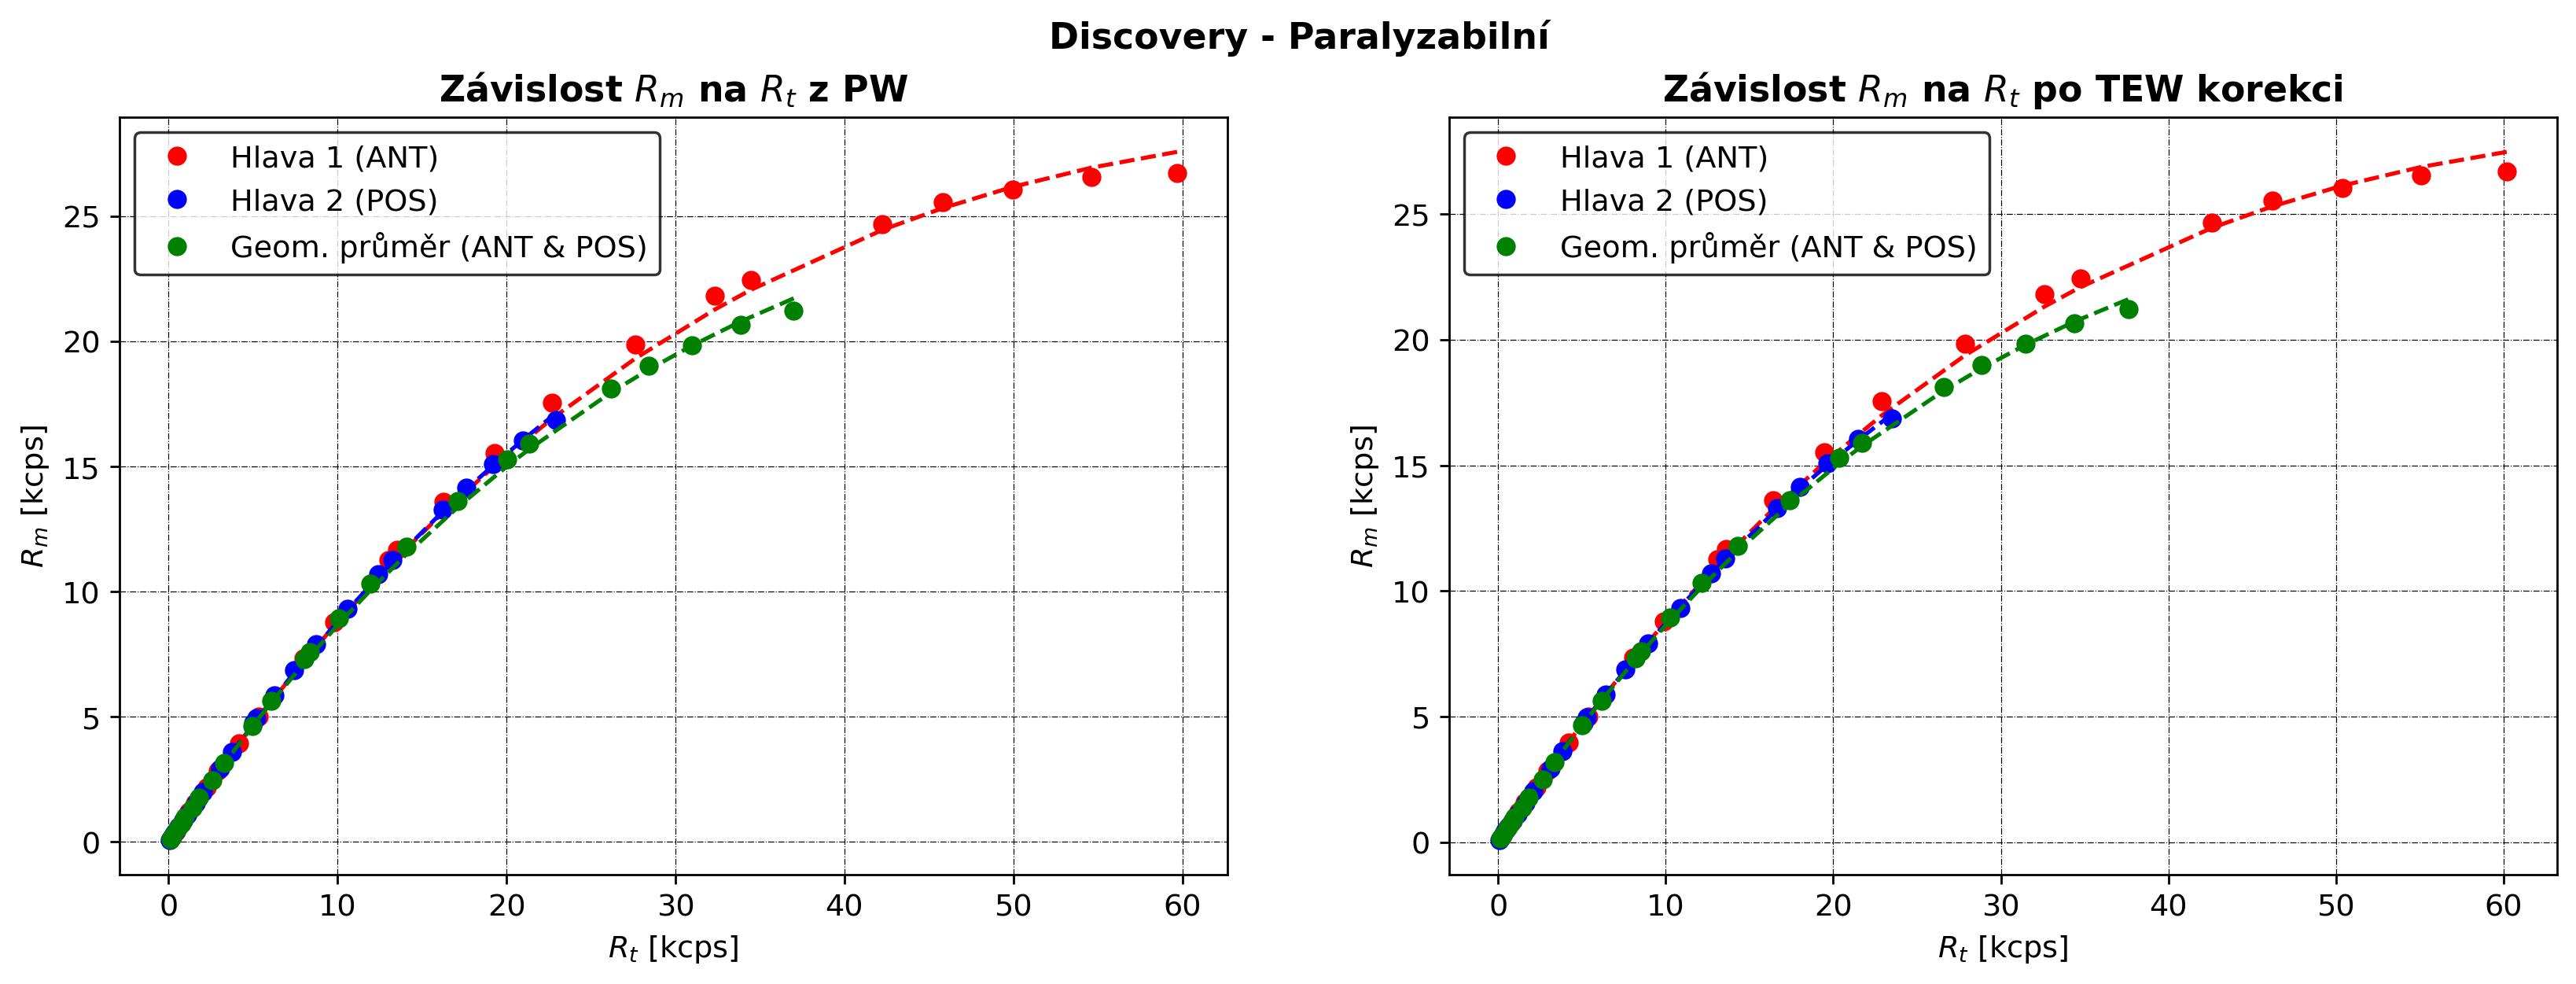 Discovery - Paralyzabilní
Závislost R_m na R_t z PW
Hlava 1 (ANT)
Hlava 2 (POS)
Geom. průměr (ANT & POS)
R_m [kcps]
25
20
15
10
5
0
0 10 20 30 40 50 60
R_t [kcps]
Závislost R_m na R_t po TEW korekci
Hlava 1 (ANT)
Hlava 2 (POS)
Geom. průměr (ANT & POS)
R_m [kcps]
25
20
15
10
5
0
0 10 20 30 40 50 60
R_t [kcps]